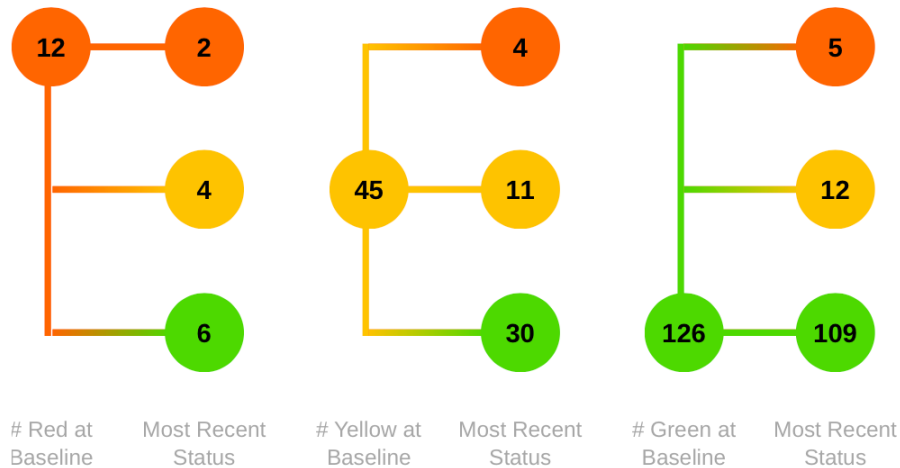 12
2
4
6
# Red at
Baseline
Most Recent
Status
4
45
11
30
# Yellow at
Baseline
Most Recent
Status
5
12
126
109
# Green at
Baseline
Most Recent
Status